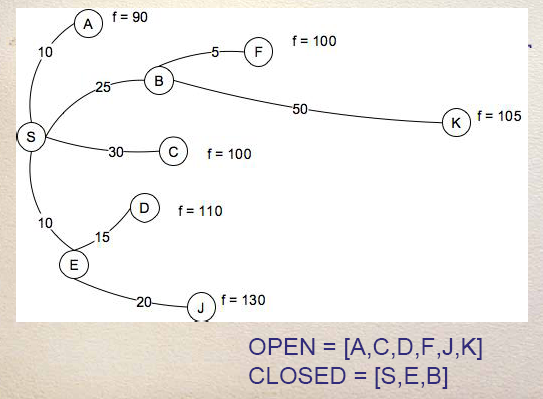 A
f = 90
10
5
F
f = 100
25
B
50
K
f = 105
S
30
C
f = 100
D
f = 110
10
15
E
20
J
f = 130
OPEN = [A,C,D,F,J,K]
CLOSED = [S,E,B]